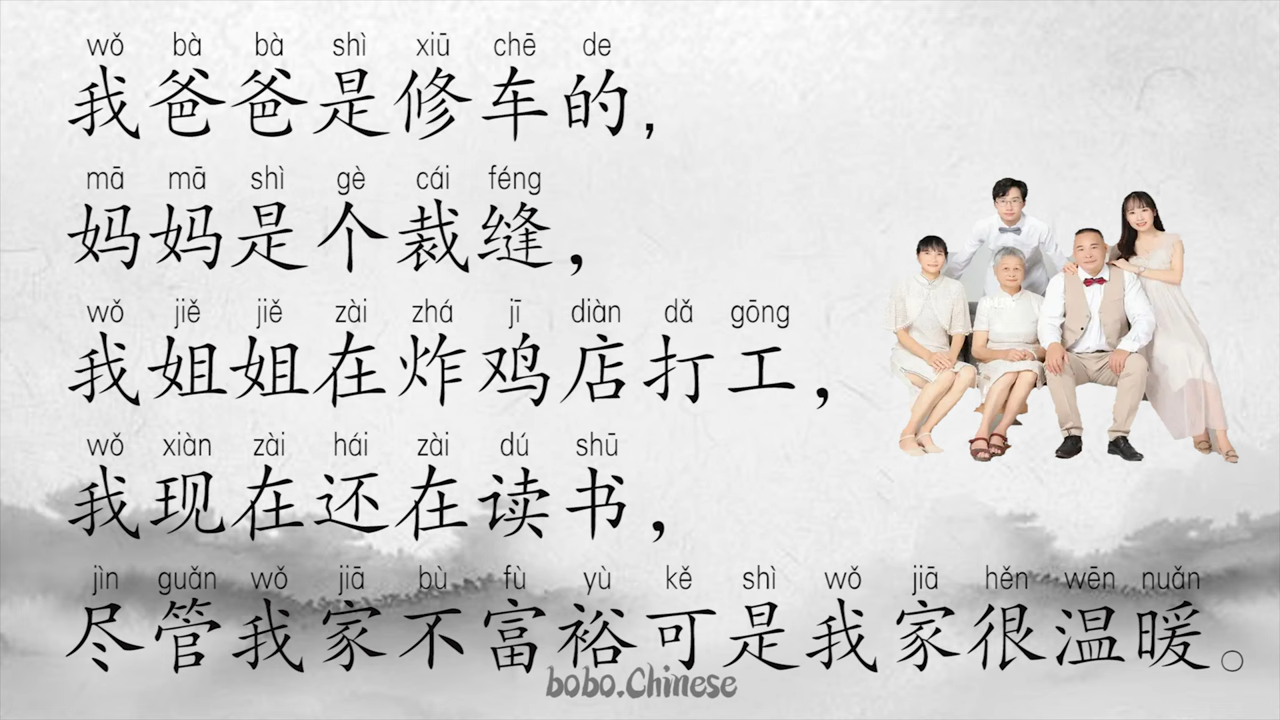 wǒ bà bà shì xiū chē de
我爸爸是修车的,
mā mā shì gè cái féng
妈妈是个裁缝，
wǒ jiě jiě zài zhá jī diàn dǎ gōng
我姐姐在炸鸡店打工，
wǒ xiàn zài hái zài dú shū
我现在还在读书，
jìn guǎn wǒ jiā bù fù yù kě shì wǒ jiā hěn wēn nuǎn
尽管我家不富裕可是我家很温暖。
bobo.Chinese